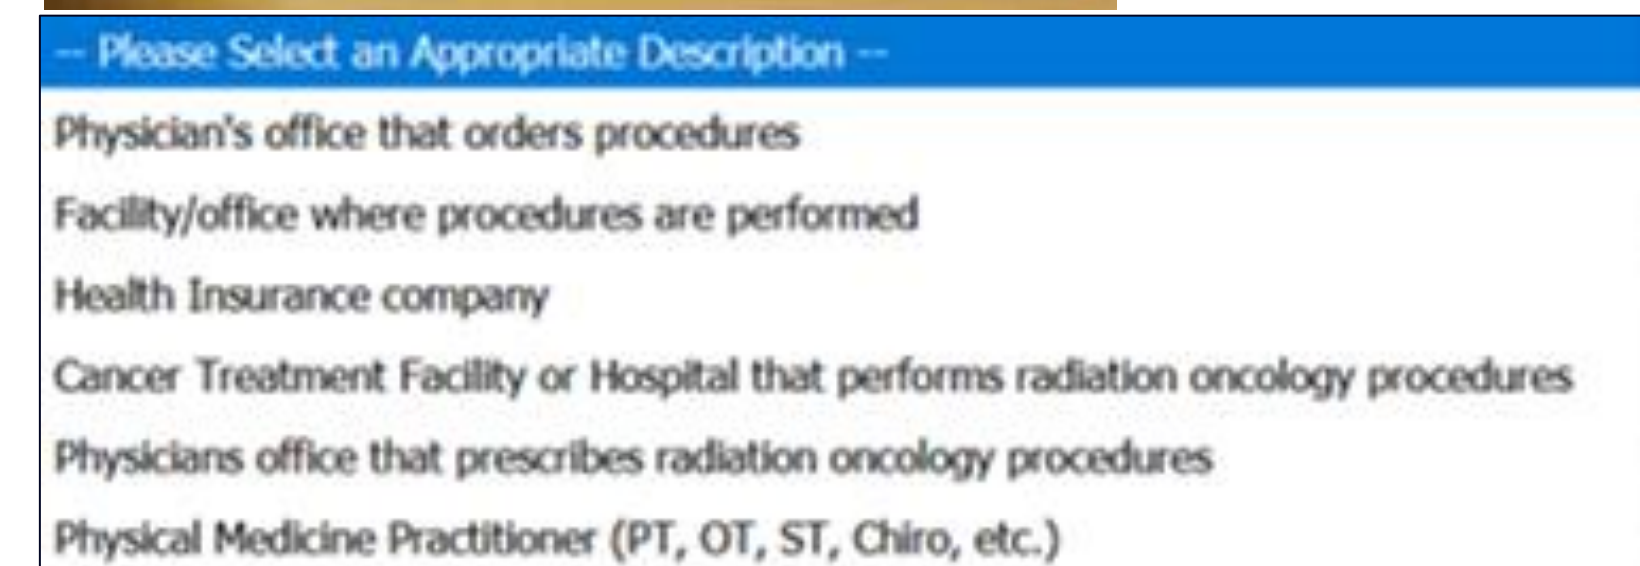 -- Please Select an Appropriate Description --
Physician's office that orders procedures
Facility/office where procedures are performed
Health Insurance company
Cancer Treatment Facility or Hospital that performs radiation oncology procedures
Physicians office that prescribes radiation oncology procedures
Physical Medicine Practitioner (PT, OT, ST, Chiro, etc.)